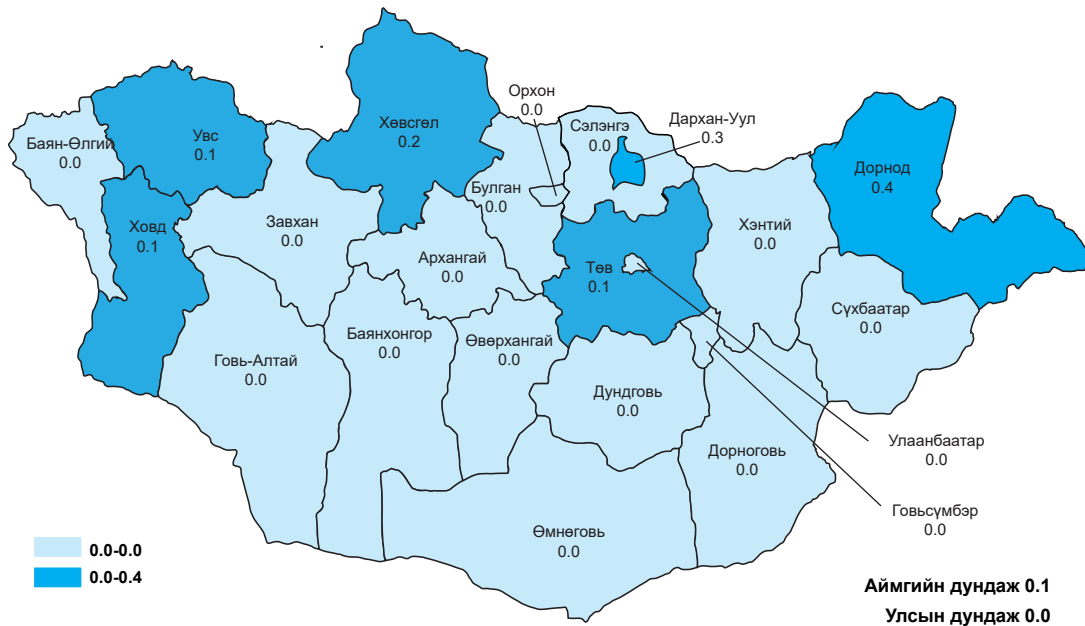 Орхон
0.0
Дархан-Уул
0.3
Сэлэнгэ
0.0
Хөвсгөл
0.2
Увс
0.1
Баян-Өлгий
0.0
Дорнод
0.4
Булган
0.0
Ховд
0.1
Завхан
0.0
Хэнтий
0.0
Архангай
0.0
Төв
0.1
Сүхбаатар
0.0
Баянхонгор
0.0
Өвөрхангай
0.0
Говь-Алтай
0.0
Дундговь
0.0
Улаанбаатар
0.0
Дорноговь
0.0
Говьсүмбэр
0.0
Өмнөговь
0.0
0.0-0.0
0.0-0.4
Аймгийн дундаж 0.1
Улсын дундаж 0.0